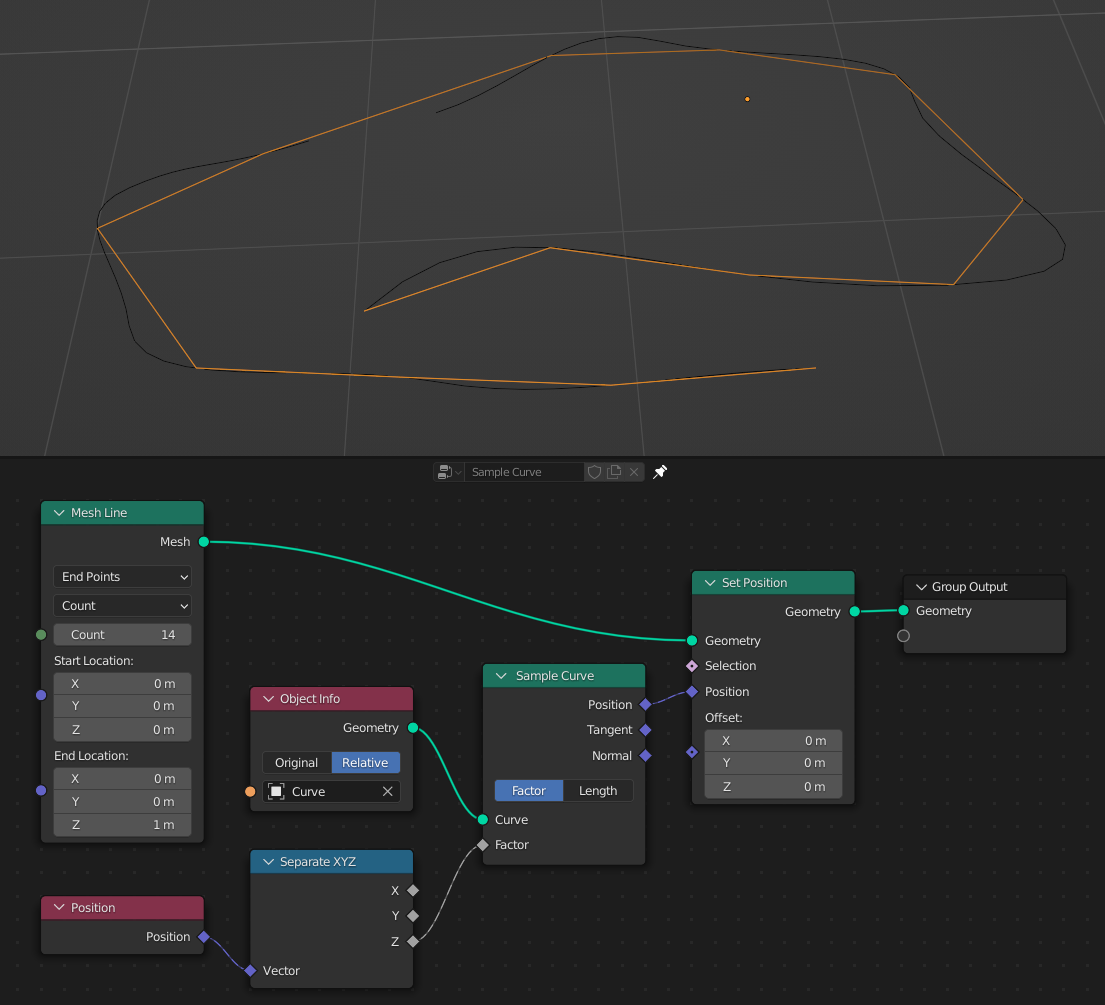 Sample Curve
Mesh Line
Mesh
End Points
Count
Count 14
Start Location:
X 0 m
Y 0 m
Z 0 m
End Location:
X 0 m
Y 0 m
Z 1 m
Position
Position
Object Info
Geometry
Original Relative
Curve
Separate XYZ
X
Y
Z
Vector
Sample Curve
Position
Tangent
Normal
Factor Length
Curve
Factor
Set Position
Geometry
Geometry
Selection
Position
Offset:
X 0 m
Y 0 m
Z 0 m
Group Output
Geometry